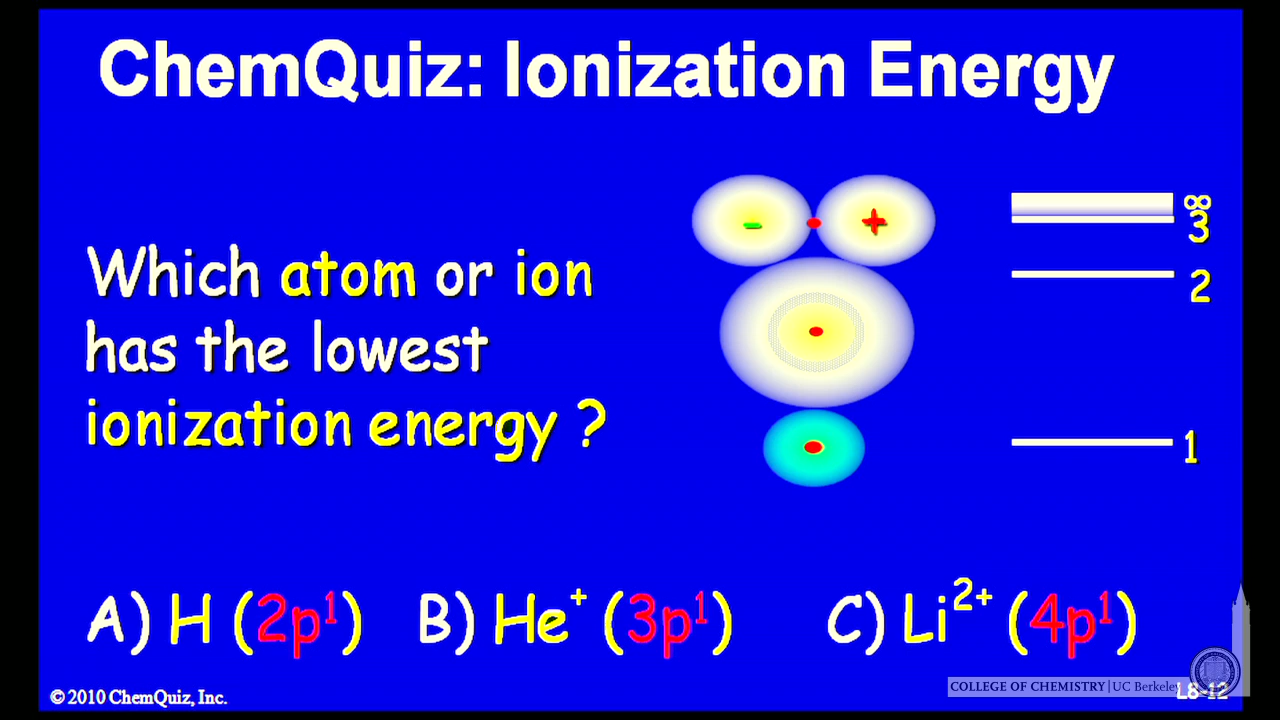 ChemQuiz: Ionization Energy
Which atom or ion
has the lowest
ionization energy ?
- +
∞
3
2
1
A) H (2p¹) B) He⁺ (3p¹) C) Li²⁺ (4p¹)
© 2010 ChemQuiz, Inc.
COLLEGE OF CHEMISTRY | UC Berkeley
L8-12